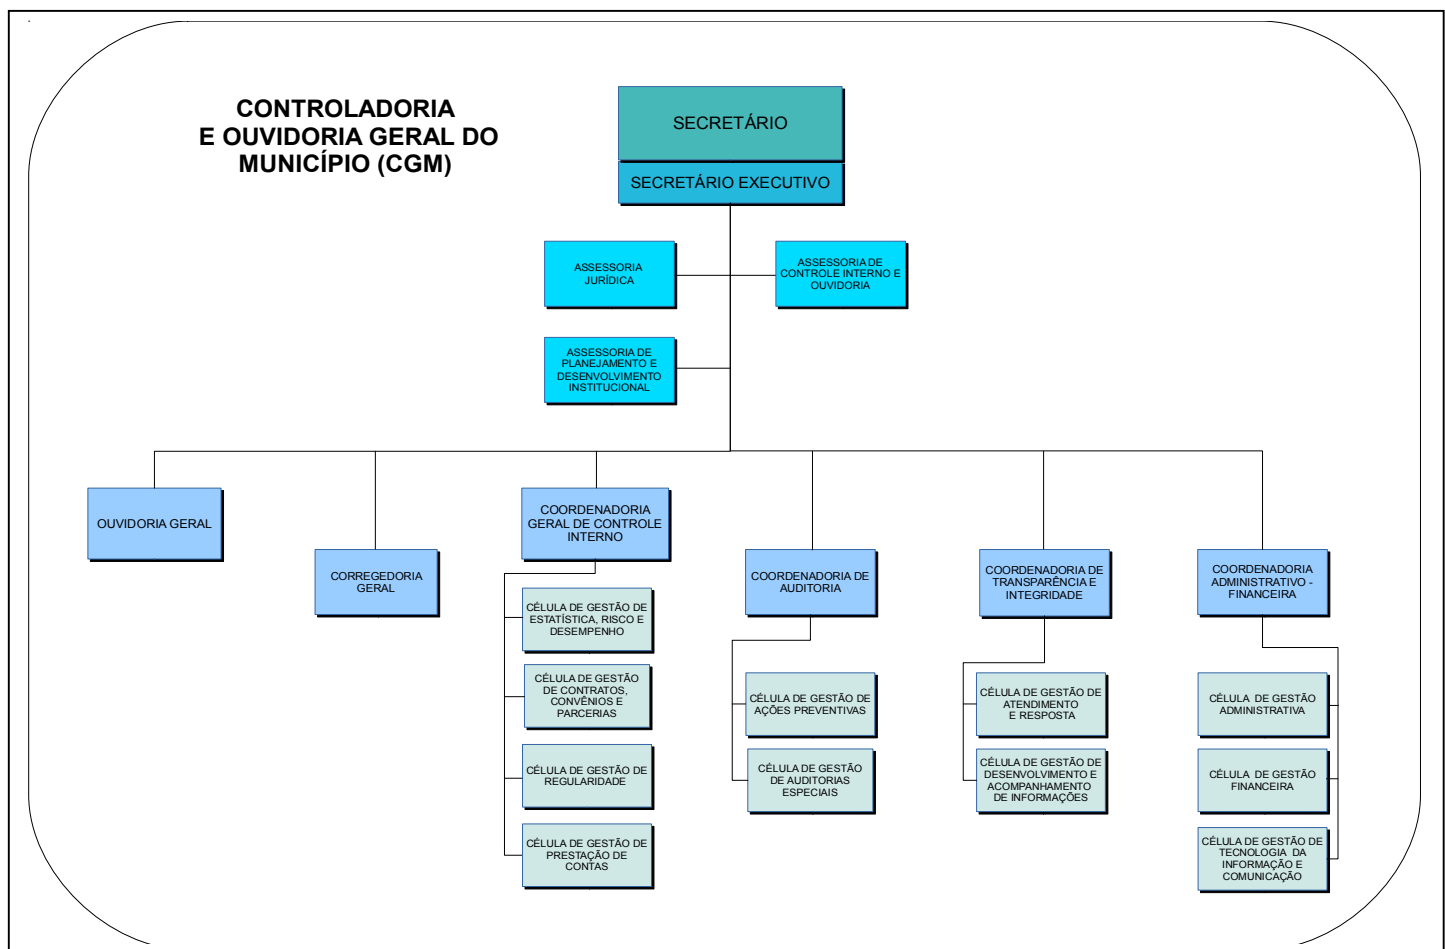 CONTROLADORIA
E OUVIDORIA GERAL DO
MUNICÍPIO (CGM)
SECRETÁRIO
SECRETÁRIO EXECUTIVO
ASSESSORIA
JURÍDICA
ASSESSORIA DE
CONTROLE INTERNO E
OUVIDORIA
ASSESSORIA DE
PLANEJAMENTO E
DESENVOLVIMENTO
INSTITUCIONAL
OUVIDORIA GERAL
CORREGEDORIA
GERAL
COORDENADORIA
GERAL DE CONTROLE
INTERNO
CÉLULA DE GESTÃO DE
ESTATÍSTICA, RISCO E
DESEMPENHO
CÉLULA DE GESTÃO
DE CONTRATOS,
CONVÊNIOS E
PARCERIAS
CÉLULA DE GESTÃO DE
REGULARIDADE
CÉLULA DE GESTÃO DE
PRESTAÇÃO DE
CONTAS
COORDENADORIA DE
AUDITORIA
CÉLULA DE GESTÃO DE
AÇÕES PREVENTIVAS
CÉLULA DE GESTÃO
DE AUDITORIAS
ESPECIAIS
COORDENADORIA DE
TRANSPARÊNCIA E
INTEGRIDADE
CÉLULA DE GESTÃO DE
ATENDIMENTO
E RESPOSTA
CÉLULA DE GESTÃO DE
DESENVOLVIMENTO E
ACOMPANHAMENTO
DE INFORMAÇÕES
COORDENADORIA
ADMINISTRATIVO -
FINANCEIRA
CÉLULA DE GESTÃO
ADMINISTRATIVA
CÉLULA DE GESTÃO
FINANCEIRA
CÉLULA DE GESTÃO DE
TECNOLOGIA DA
INFORMAÇÃO E
COMUNICAÇÃO